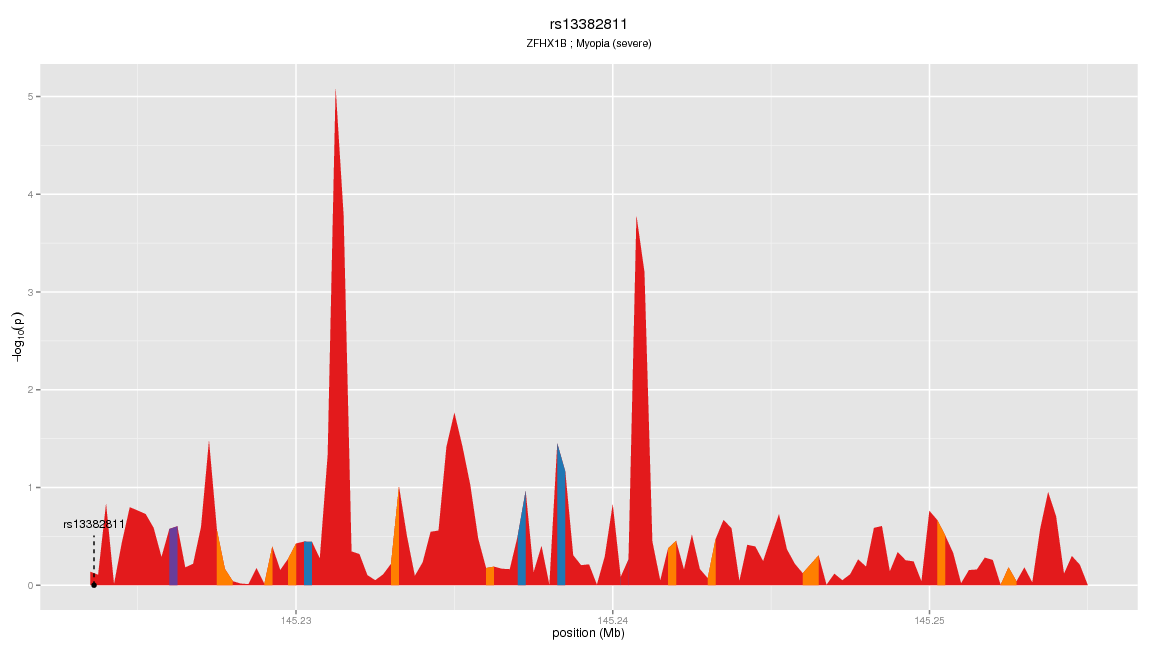 rs13382811
ZFHX1B ; Myopia (severe)
5
4
3
2
1
0
−log10(p)
rs13382811
145.23
145.24
145.25
position (Mb)